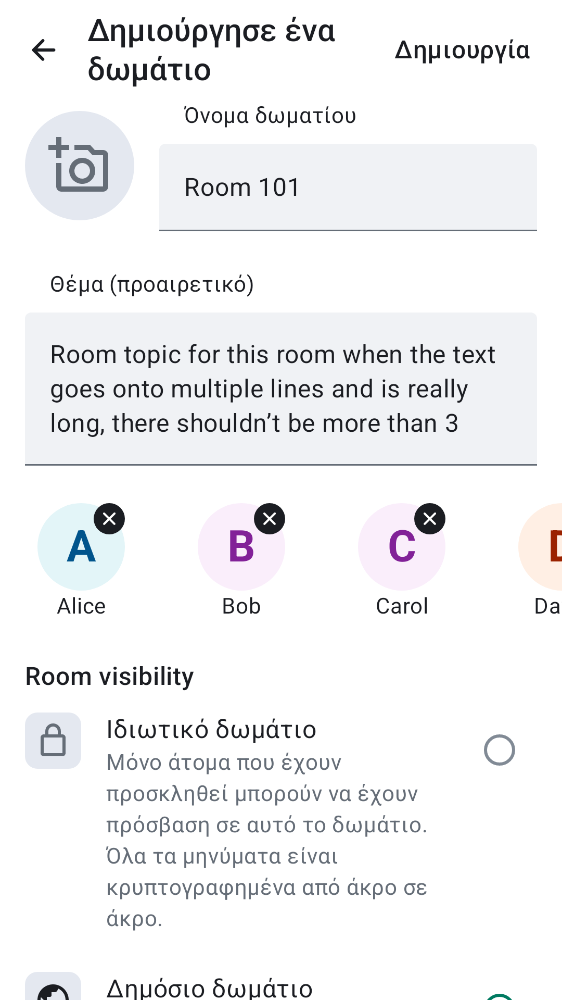 Δημιούργησε ένα
δωμάτιο
Δημιουργία
Όνομα δωματίου
Room 101
Θέμα (προαιρετικό)
Room topic for this room when the text
goes onto multiple lines and is really
long, there shouldn’t be more than 3
A
B
C
Alice
Bob
Carol
Da
Room visibility
Ιδιωτικό δωμάτιο
Μόνο άτομα που έχουν
προσκληθεί μπορούν να έχουν
πρόσβαση σε αυτό το δωμάτιο.
Όλα τα μηνύματα είναι
κρυπτογραφημένα από άκρο σε
άκρο.
Δημόσιο δωμάτιο